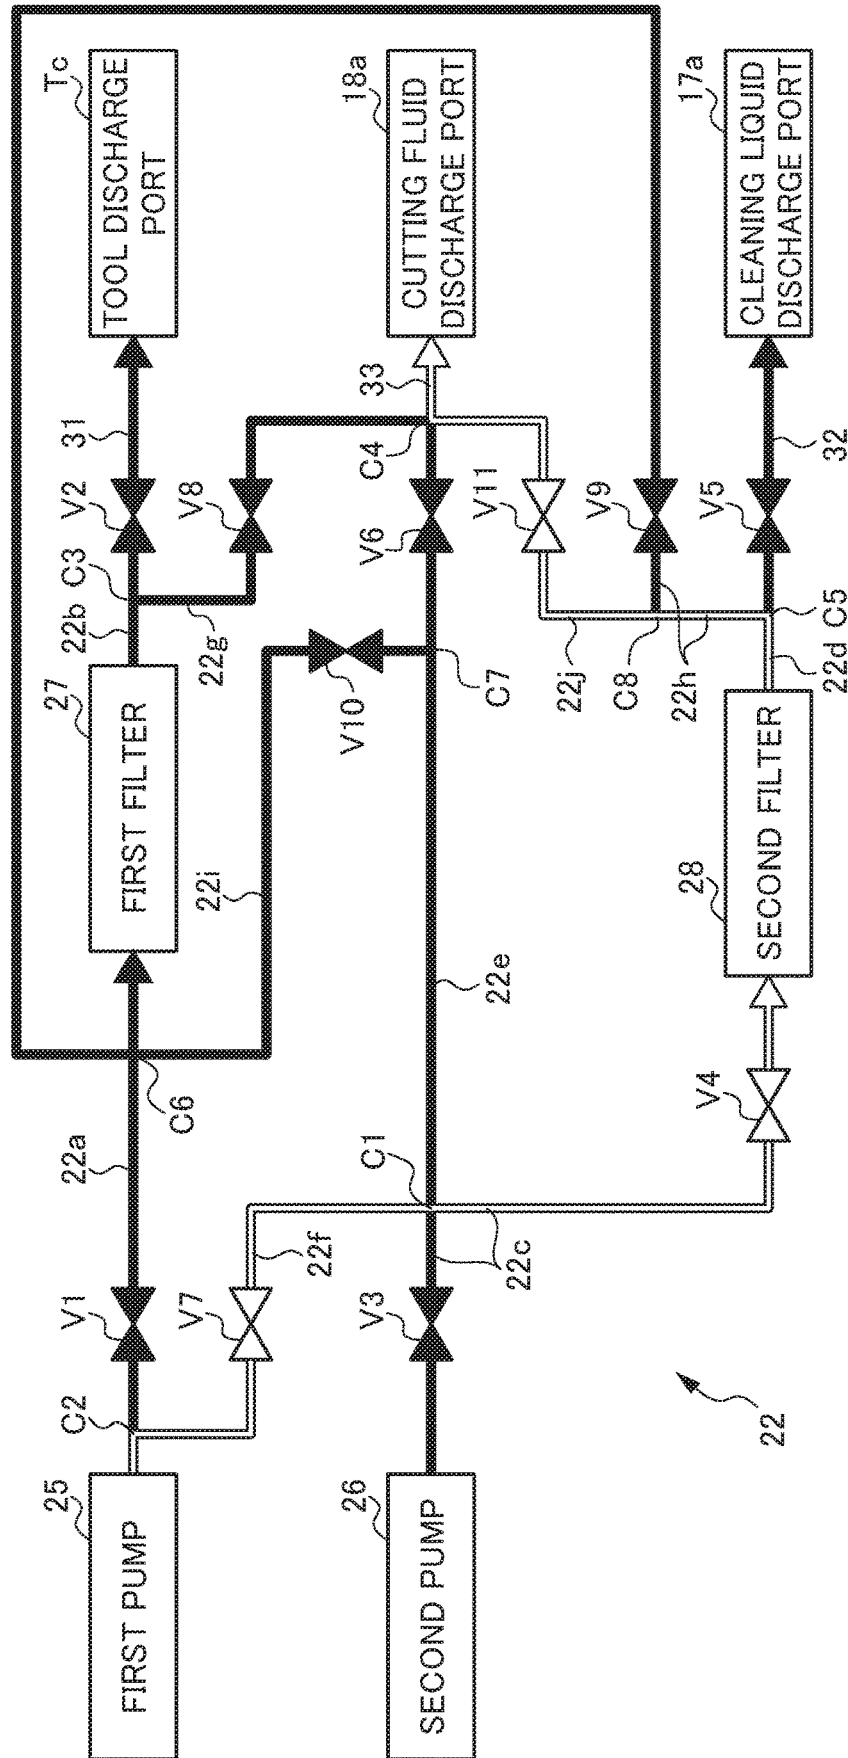 FIRST PUMP
25
C2
V1
22a
C6
FIRST FILTER
27
22b
C3
V2
31
TOOL DISCHARGE
PORT
Tc
V7
22f
22i
22g
V8
SECOND PUMP
26
V3
22c
C1
22e
V10
C7
V6
C4
33
CUTTING FLUID
DISCHARGE PORT
18a
V11
22j
C8
22h
V9
V4
SECOND FILTER
28
22d
C5
V5
32
CLEANING LIQUID
DISCHARGE PORT
17a
22